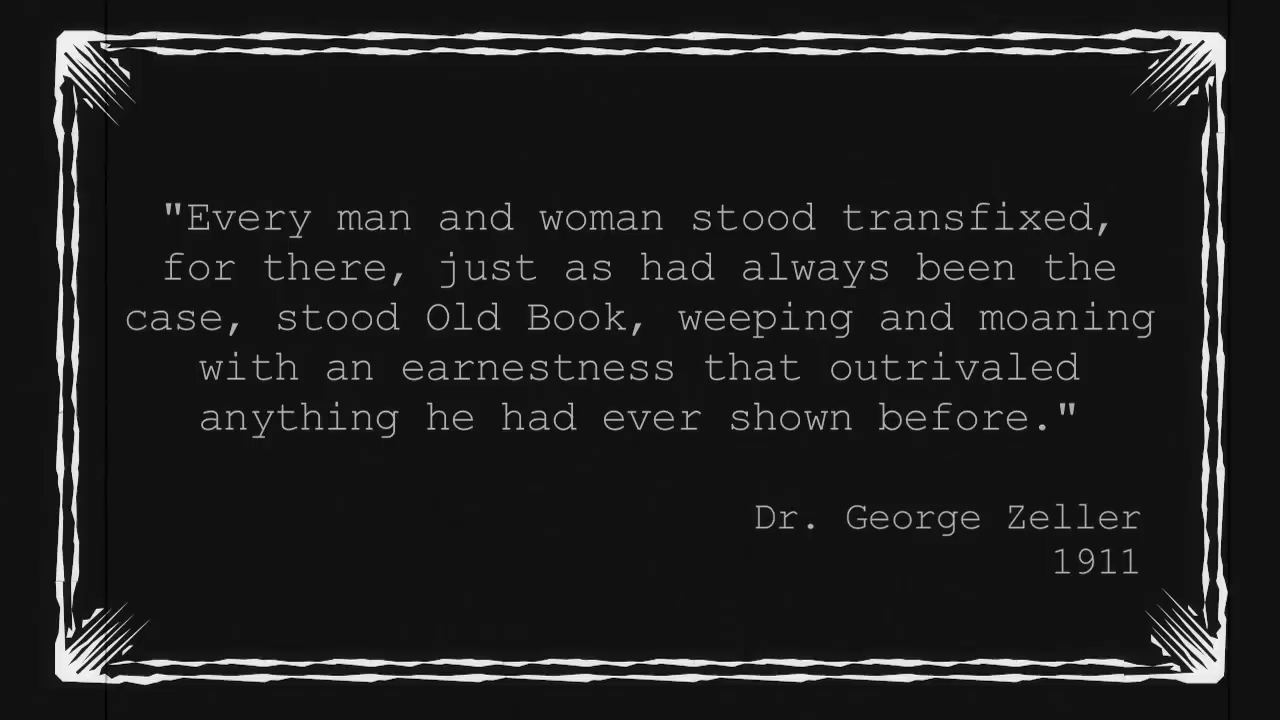 "Every man and woman stood transfixed,
for there, just as had always been the
case, stood Old Book, weeping and moaning
with an earnestness that outrivaled
anything he had ever shown before."
Dr. George Zeller
1911